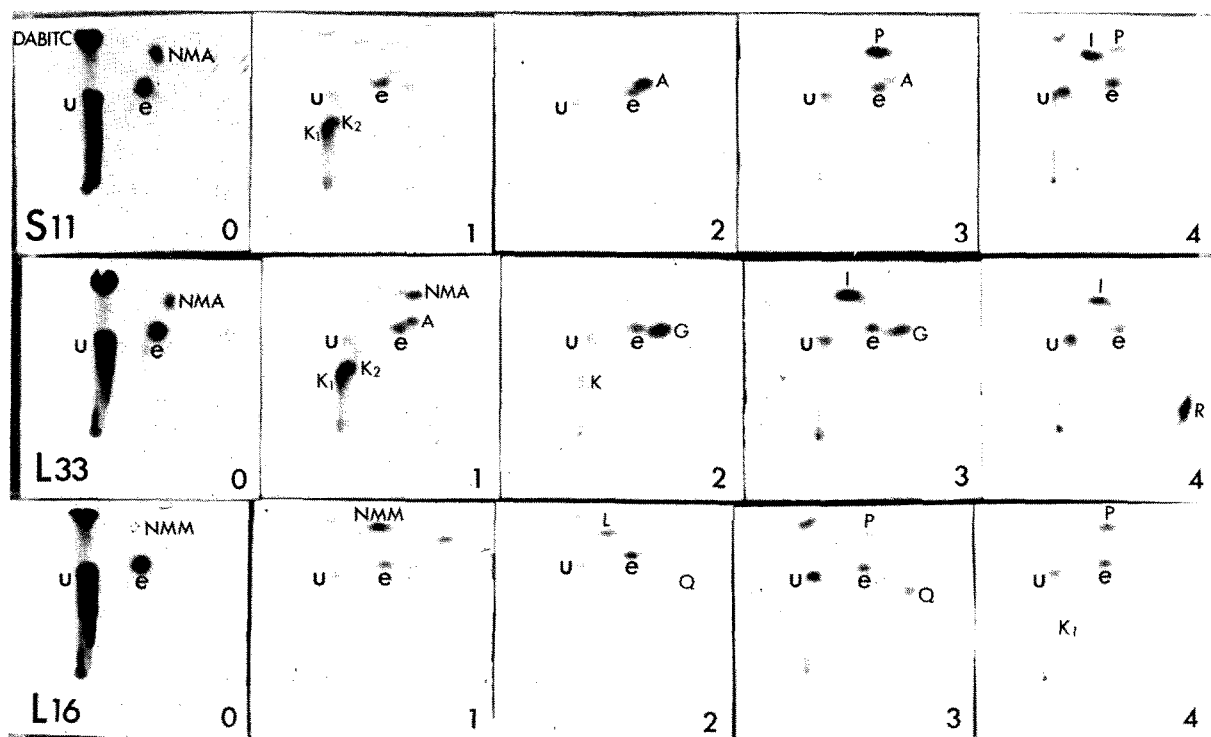 DABITC NMA P I P
U e U e A U e A U e
K₁ K₂
S11 0 1 2 3 4
NMA NMA I I
U e U A e U e G U e G U e
K₁ K₂ K R
L33 0 1 2 3 4
NMM NMM L P P
U e U e U e Q U e Q U e
K₁
L16 0 1 2 3 4